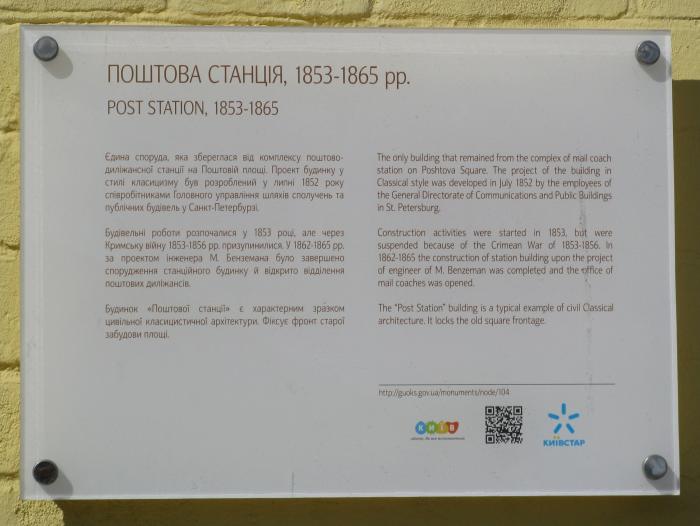 ПОШТОВА СТАНЦІЯ, 1853-1865 рр.
POST STATION, 1853-1865
Єдина споруда, яка збереглася від комплексу поштово-
диліжансної станції на Поштовій площі. Проект будинку у
стилі класицизму був розроблений у липні 1852 року
співробітниками Головного управління шляхів сполучень та
публічних будівель у Санкт-Петербурзі.
Будівельні роботи розпочалися у 1853 році, але через
Кримську війну 1853-1856 рр. призупинилися. У 1862-1865 рр.
за проектом інженера М. Бенземана було завершено
спорудження станційного будинку й відкрито відділення
поштових диліжансів.
Будинок «Поштової станції» є характерним зразком
цивільної класицистичної архітектури. Фіксує фронт старої
забудови площі.
The only building that remained from the complex of mail coach
station on Poshtova Square. The project of the building in
Classical style was developed in July 1852 by the employees of
the General Directorate of Communications and Public Buildings
in St. Petersburg.
Construction activities were started in 1853, but were
suspended because of the Crimean War of 1853-1856. In
1862-1865 the construction of station building upon the project
of engineer of M. Benzeman was completed and the office of
mail coaches was opened.
The "Post Station" building is a typical example of civil Classical
architecture. It locks the old square frontage.
http://guoks.gov.ua/monuments/node/104
КИЇВ
КИЇВСТАР